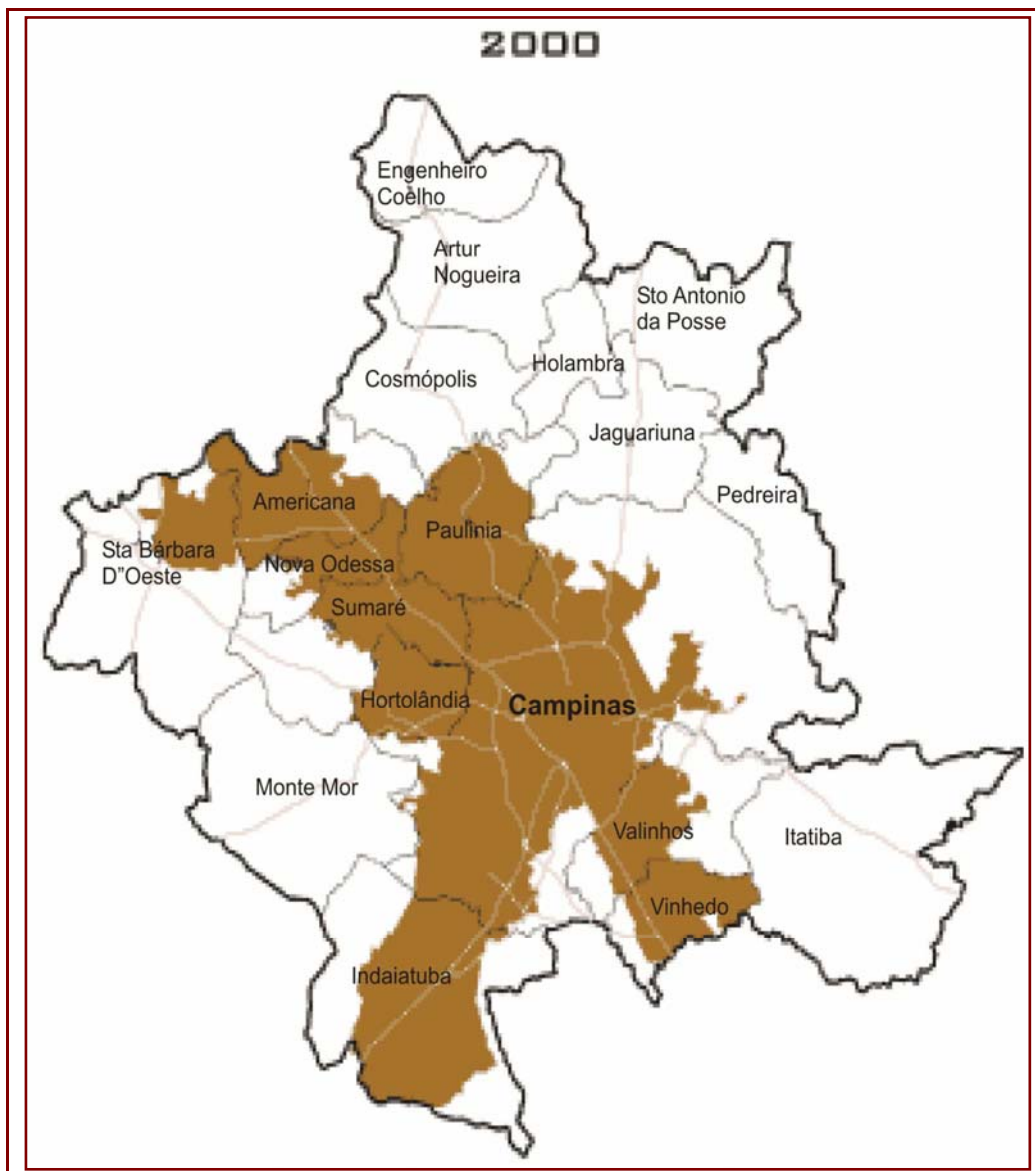 2000
Engenheiro
Coelho
Artur
Nogueira
Sto Antonio
da Posse
Holambra
Cosmópolis
Jaguariuna
Pedreira
Americana
Paulínia
Sta Bárbara
D"Oeste
Nova Odessa
Sumaré
Hortolândia
Campinas
Monte Mor
Valinhos
Itatiba
Vinhedo
Indaiatuba